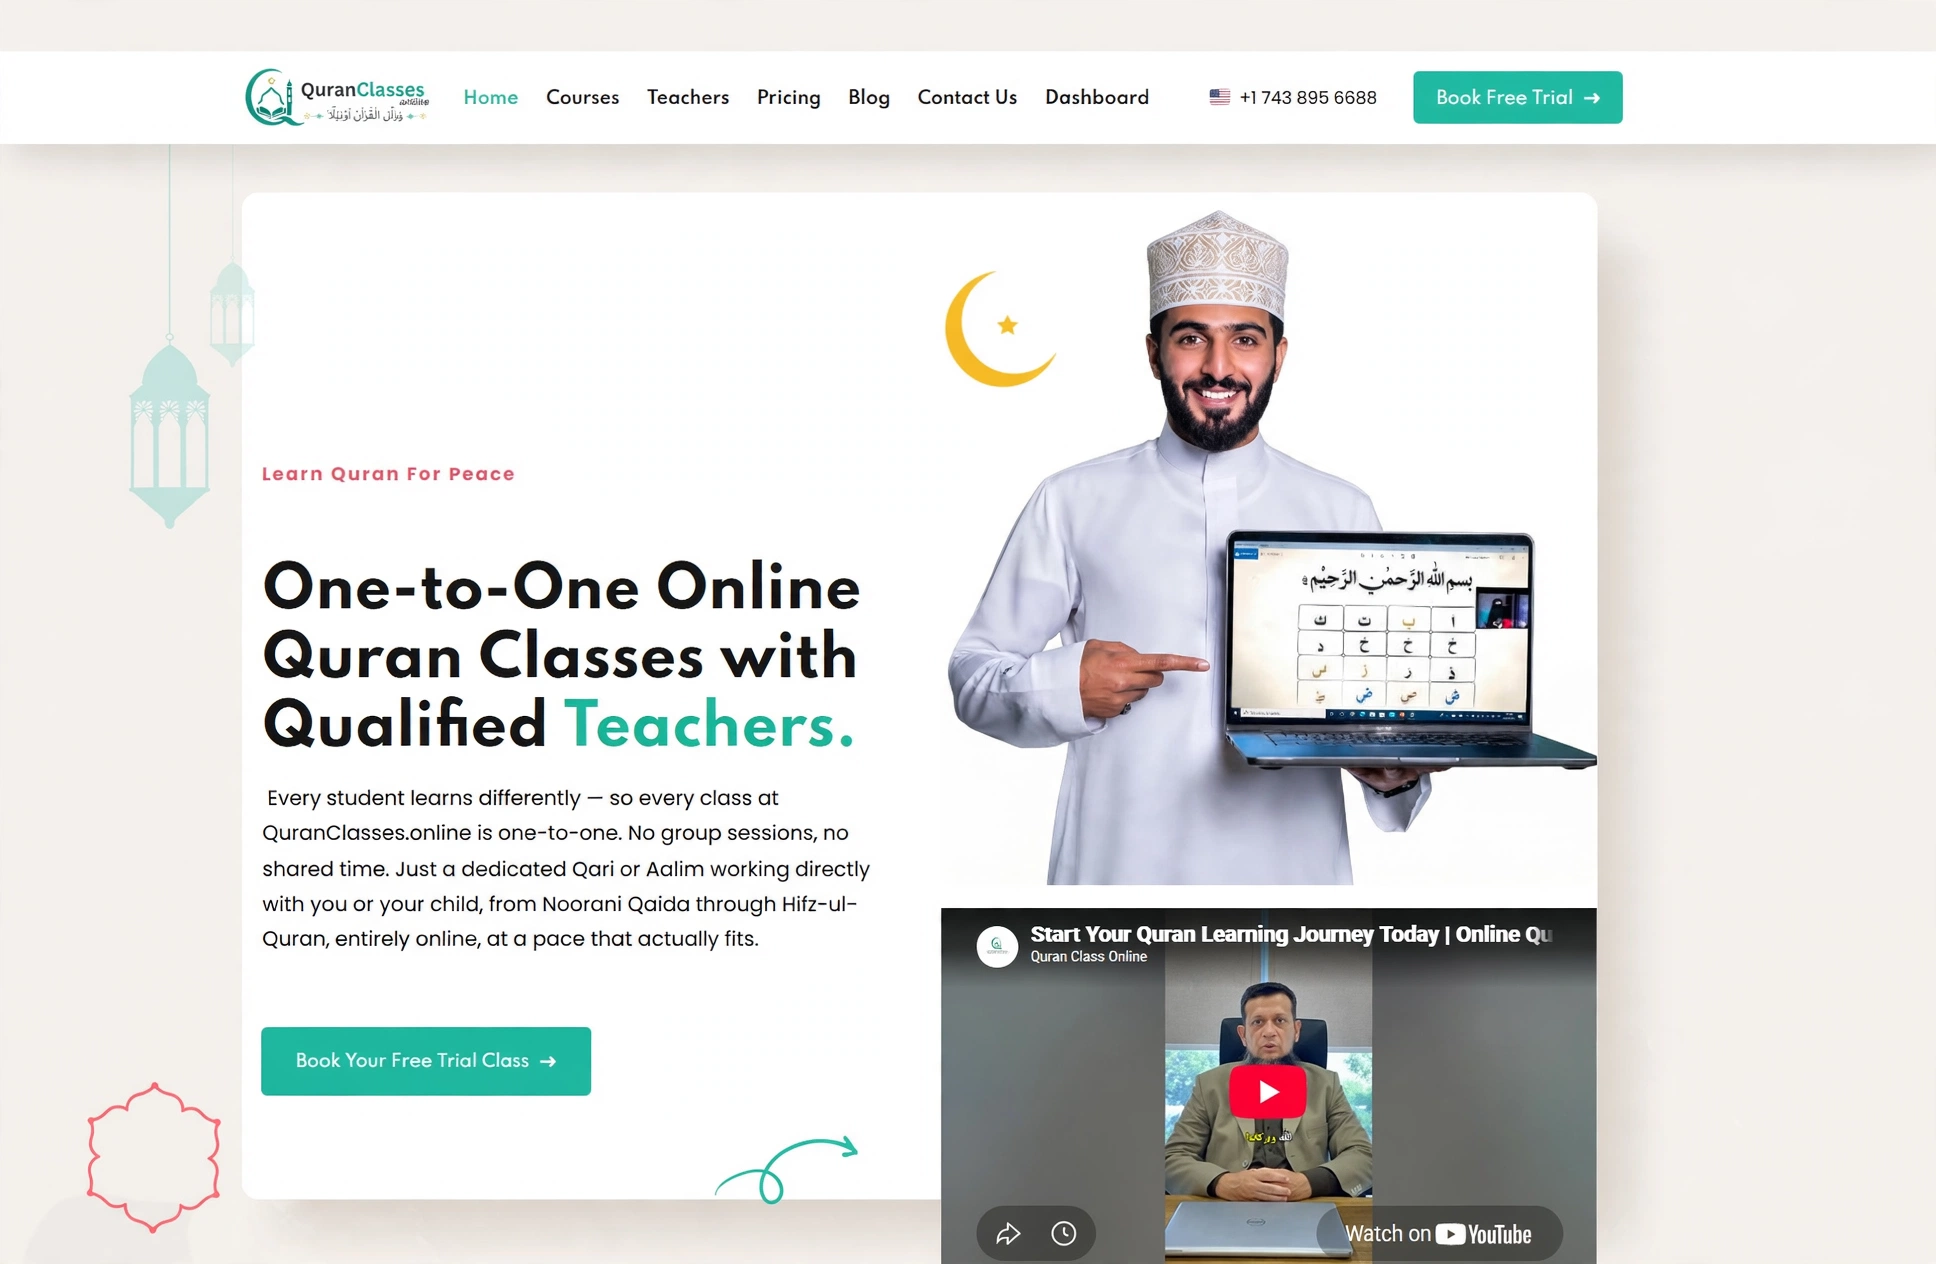 QuranClasses
Home
Courses
Teachers
Pricing
Blog
Contact Us
Dashboard
+1 743 895 6688
Book Free Trial →
Learn Quran For Peace
One-to-One Online
Quran Classes with
Qualified Teachers.
Every student learns differently — so every class at
QuranClasses.online is one-to-one. No group sessions, no
shared time. Just a dedicated Qari or Aalim working directly
with you or your child, from Noorani Qaida through Hifz-ul-
Quran, entirely online, at a pace that actually fits.
Book Your Free Trial Class →
بسم الله الرحمن الرحيم
ا ب ت ك
خ خ خ د
ذ ر ز س
ش ص ض
Start Your Quran Learning Journey Today | Online Qu
Quran Class Online
Watch on YouTube